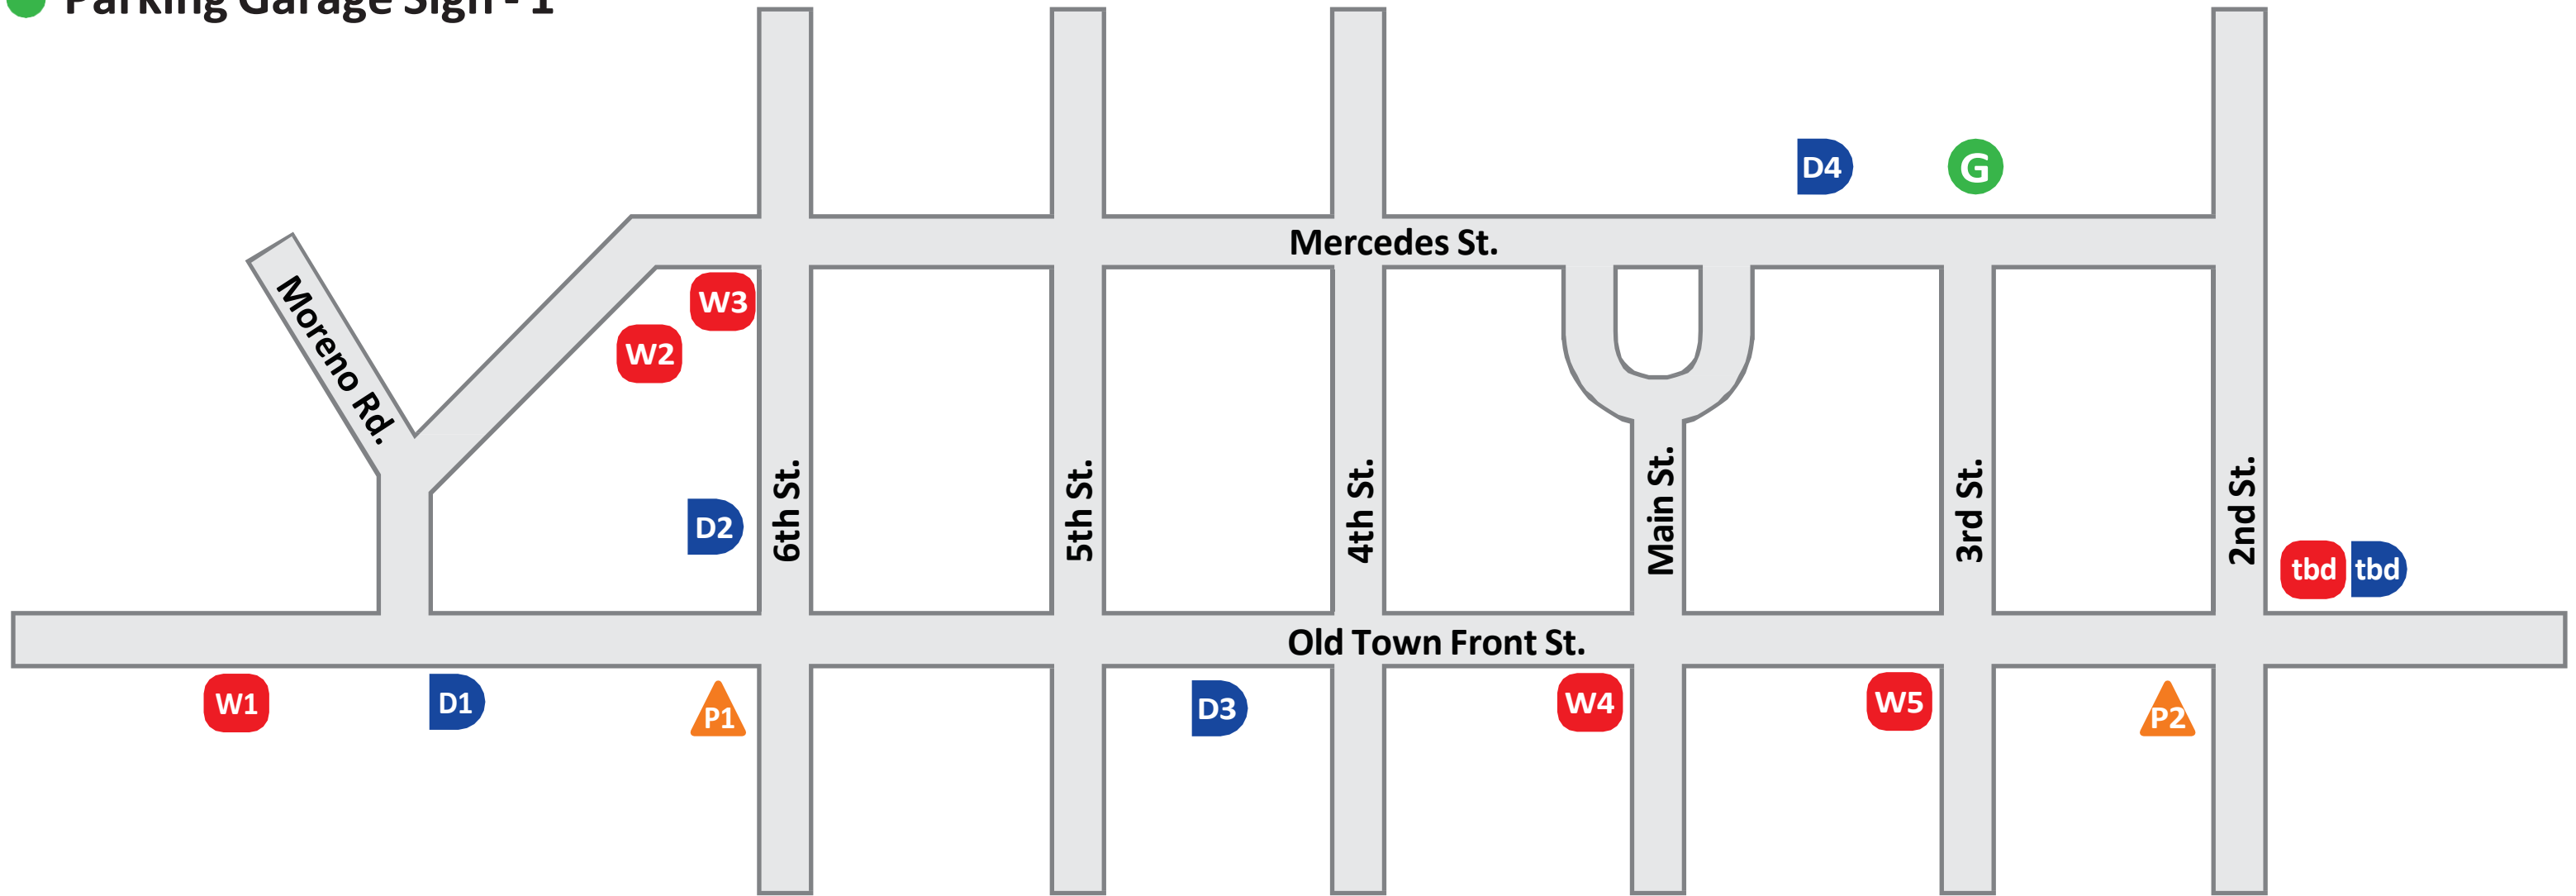 Parking Garage Sign - 1
D4
G
Mercedes St.
W3
Moreno Rd.
W2
D2
6th St.
5th St.
4th St.
Main St.
3rd St.
2nd St.
tbd
tbd
Old Town Front St.
W1
D1
P1
D3
W4
W5
P2